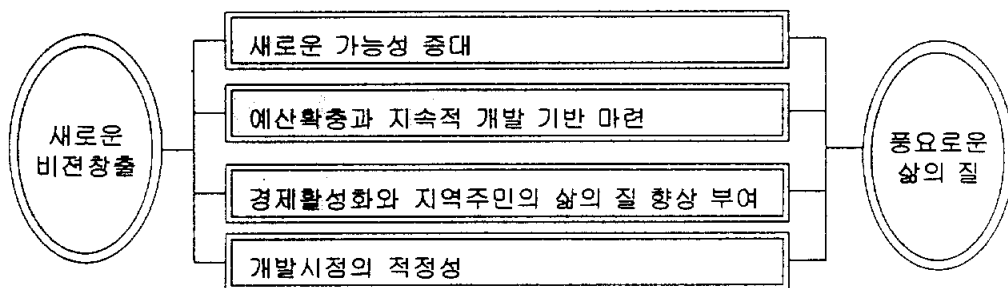 새로운
비젼창출
새로운 가능성 증대
예산확충과 지속적 개발 기반 마련
경제활성화와 지역주민의 삶의 질 향상 부여
개발시점의 적정성
풍요로운
삶의 질